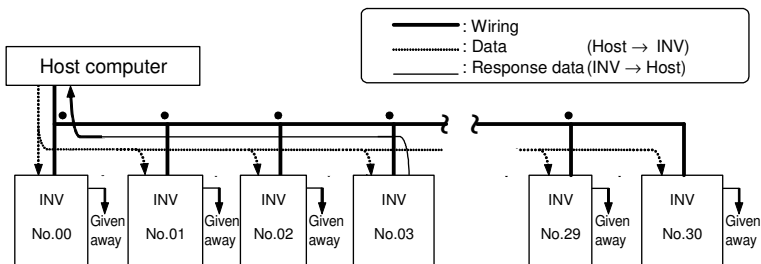 : Wiring
: Data (Host → INV)
: Response data (INV → Host)
Host computer
INV
No.00
Given
away
INV
No.01
Given
away
INV
No.02
Given
away
INV
No.03
Given
away
INV
No.29
Given
away
INV
No.30
Given
away